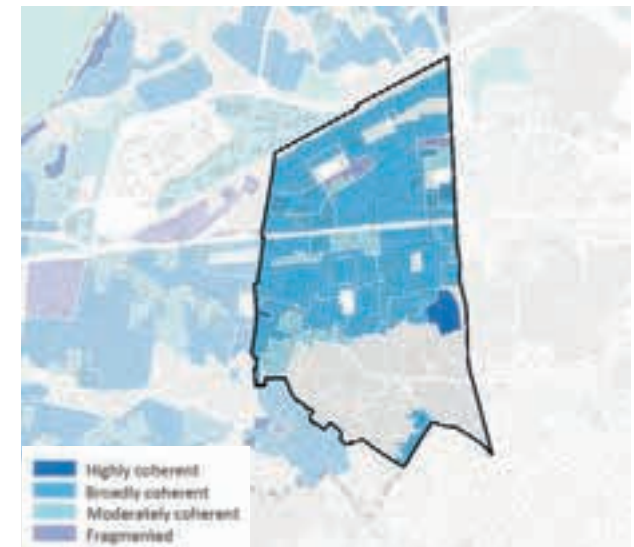 Highly coherent
Broadly coherent
Moderately coherent
Fragmented